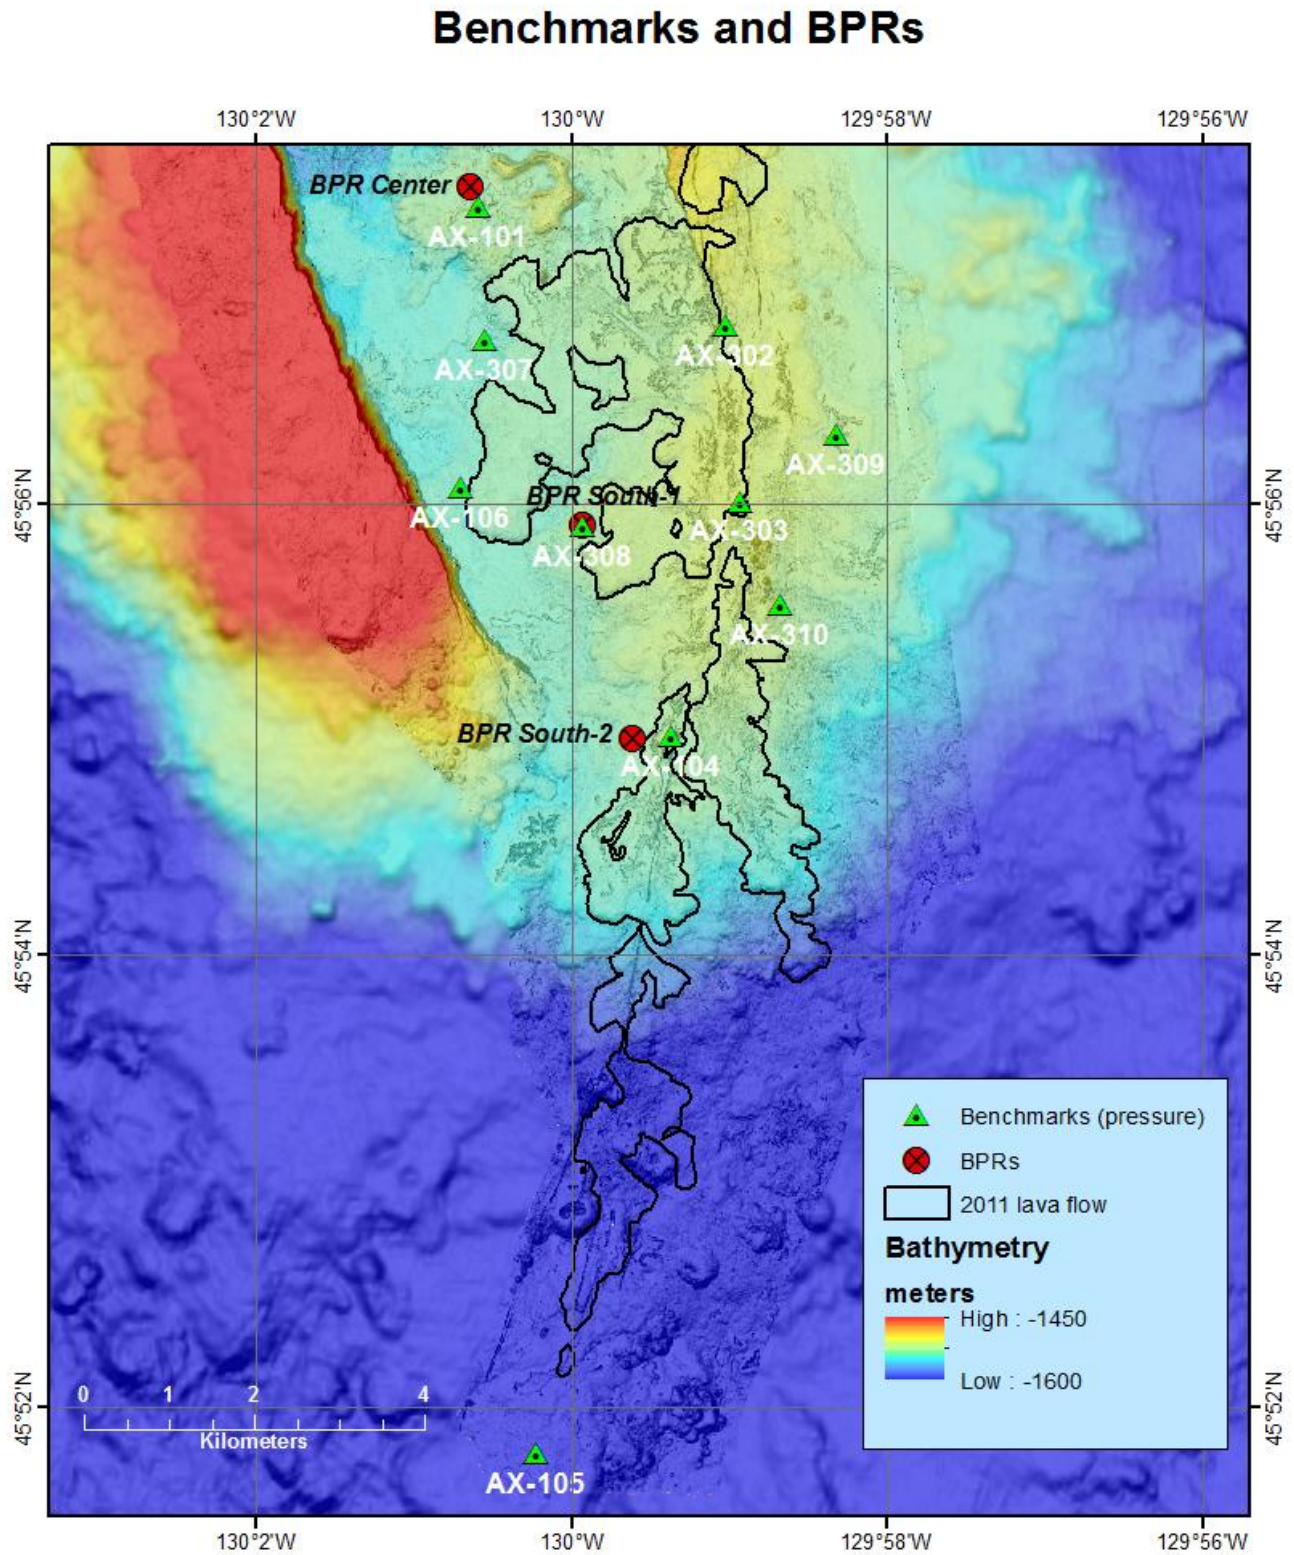 Benchmarks and BPRs
130°2'W 130°W 129°58'W 129°56'W
BPR Center
AX-101
AX-302
AX-307
AX-309
45°56'N 45°56'N
BPR South-1
AX-106
AX-303
AX-308
AX-310
BPR South-2
AX-104
45°54'N 45°54'N
Benchmarks (pressure)
BPRs
2011 lava flow
Bathymetry
meters
High : -1450
Low : -1600
0 1 2 4
Kilometers
45°52'N 45°52'N
AX-105
130°2'W 130°W 129°58'W 129°56'W